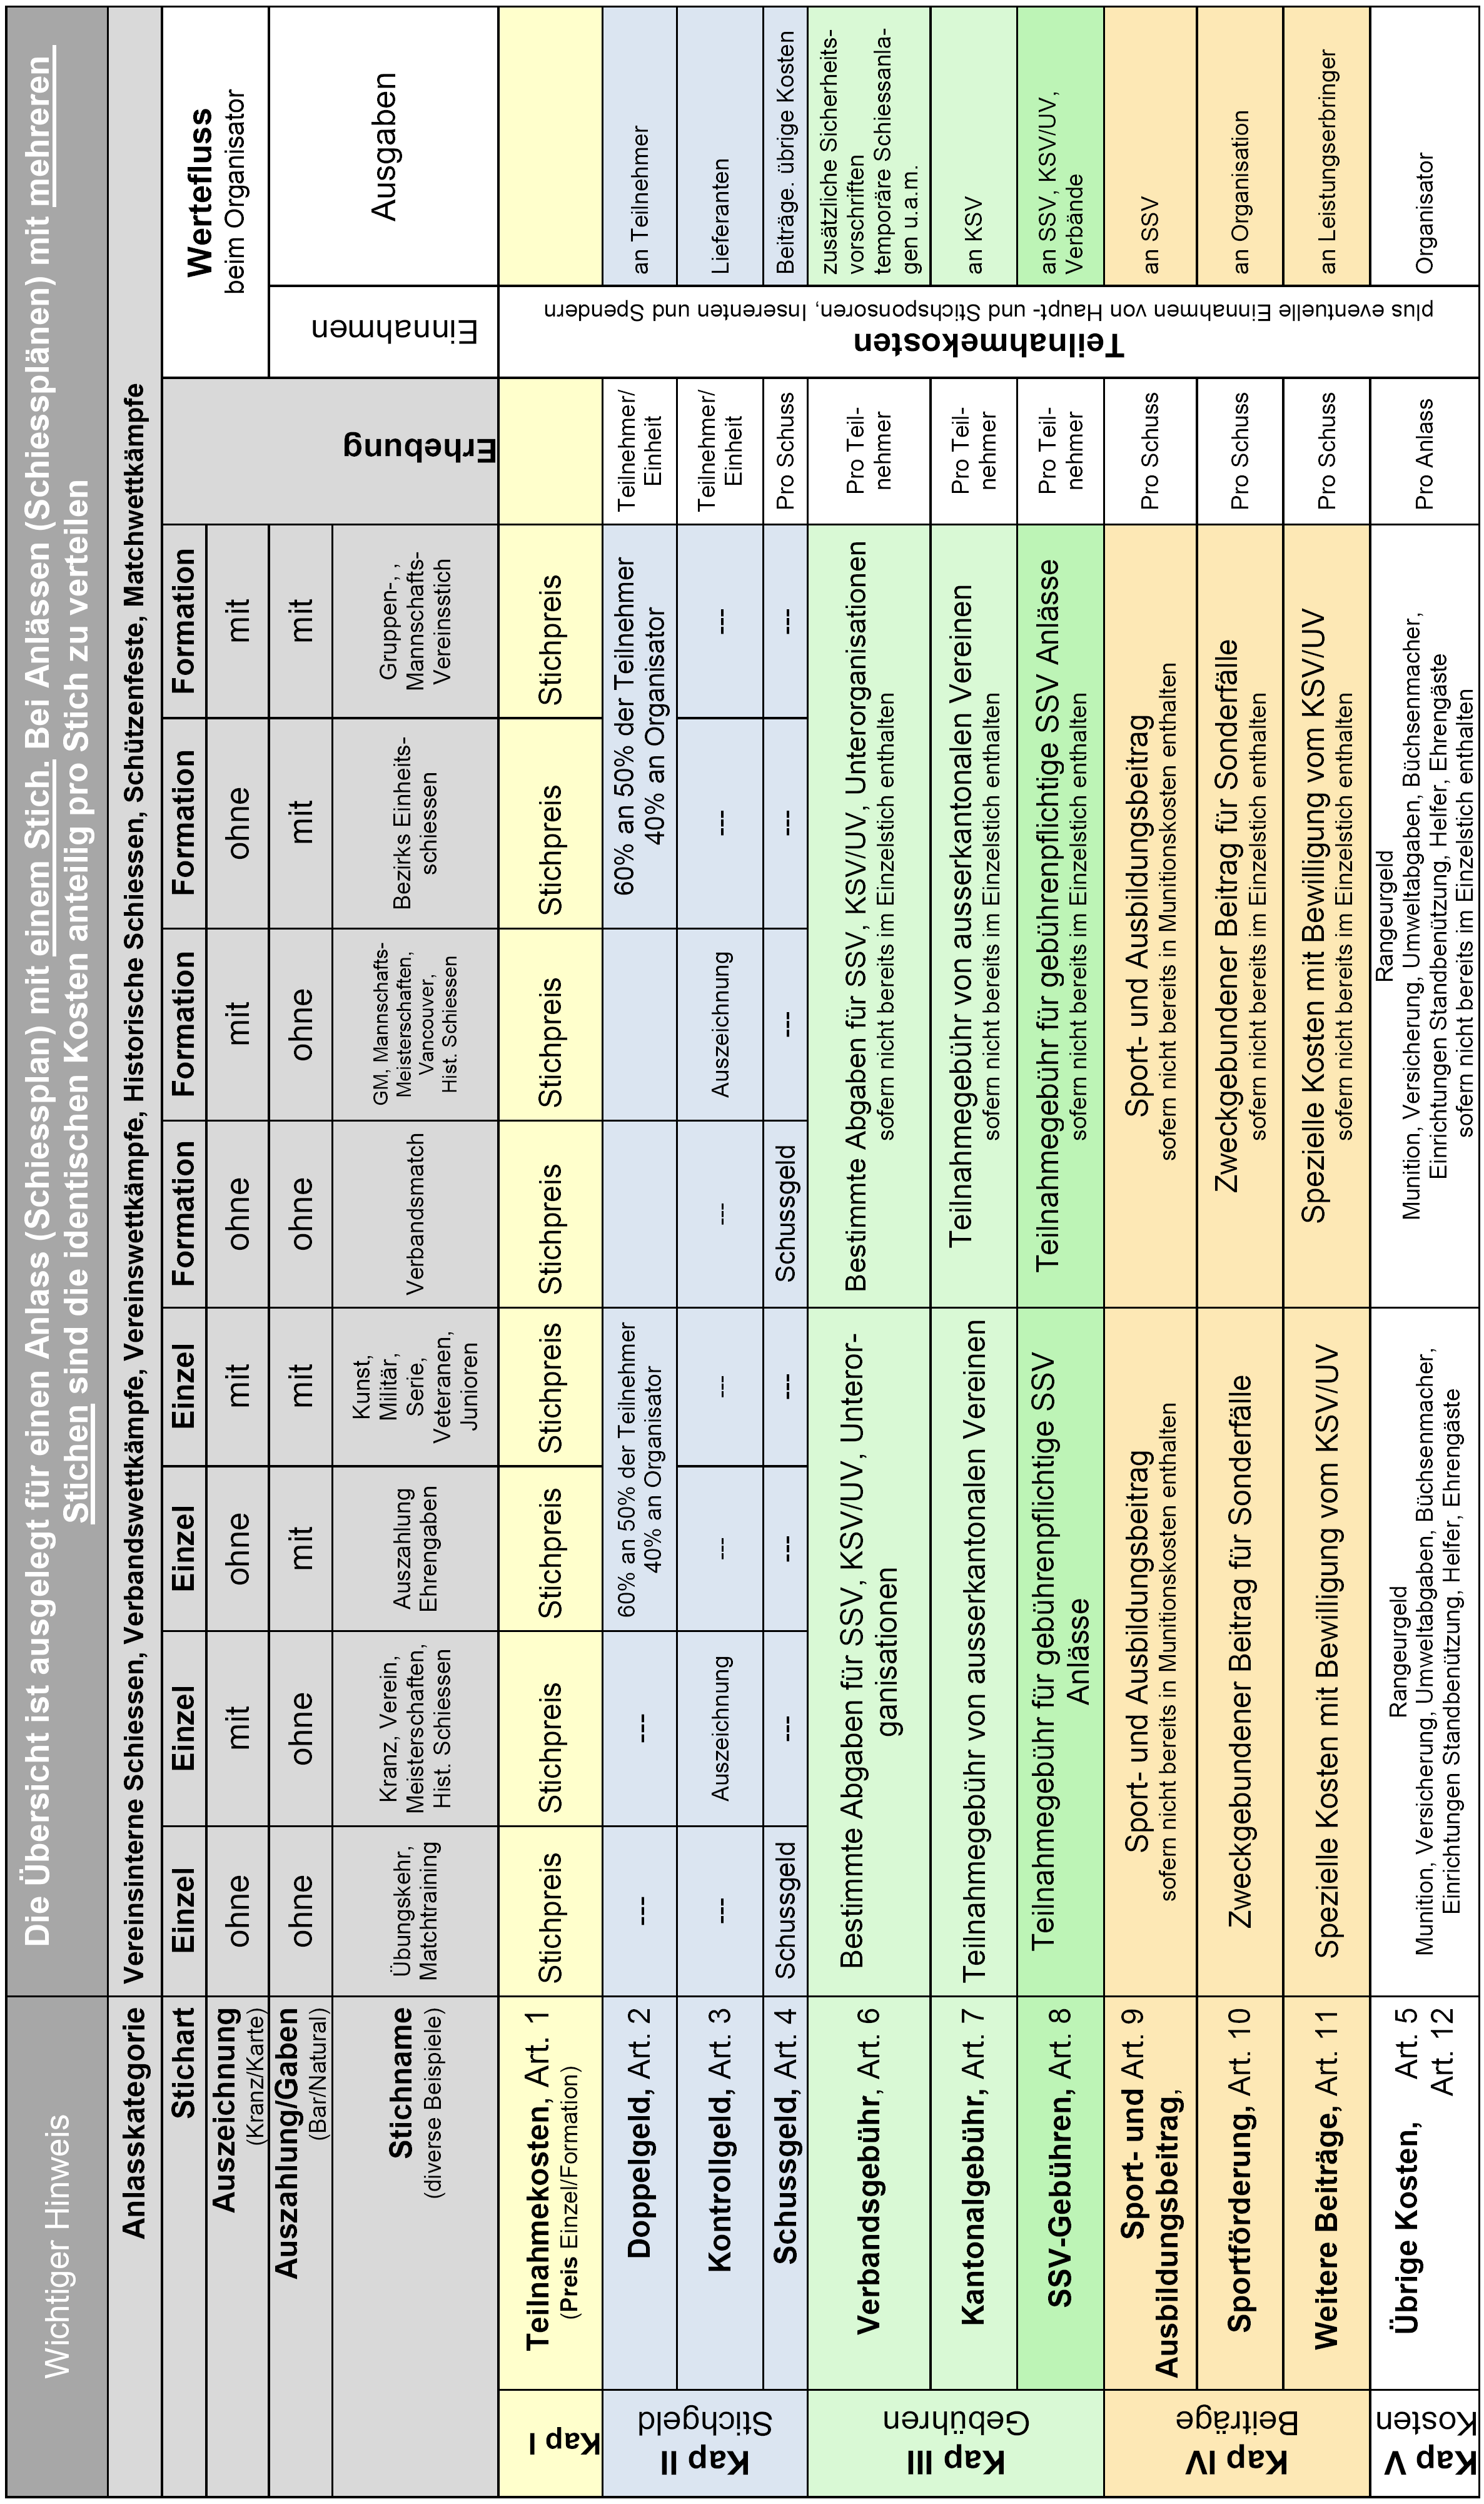 Wichtiger Hinweis
Die Übersicht ist ausgelegt für einen Anlass (Schiessplan) mit einem Stich. Bei Anlässen (Schiessplänen) mit mehreren
Stichen sind die identischen Kosten anteilig pro Stich zu verteilen
Anlasskategorie
Vereinsinterne Schiessen, Verbandswettkämpfe, Vereinswettkämpfe, Historische Schiessen, Schützenfeste, Matchwettkämpfe
Stichart
Einzel
Einzel
Einzel
Einzel
Formation
Formation
Formation
Formation
Erhebung
Wertefluss
beim Organisator
Auszeichnung
(Kranz/Karte)
ohne
mit
ohne
mit
ohne
mit
ohne
mit
Auszahlung/Gaben
(Bar/Natural)
ohne
ohne
mit
mit
ohne
ohne
mit
mit
Einnahmen
Ausgaben
Stichname
(diverse Beispiele)
Übungskehr,
Matchtraining
Kranz, Verein,
Meisterschaften,
Hist. Schiessen
Auszahlung
Ehrengaben
Kunst,
Militär,
Serie,
Veteranen,
Junioren
Verbandsmatch
GM, Mannschafts-
Meisterschaften,
Vancouver,
Hist. Schiessen
Bezirks Einheits-
schiessen
Gruppen-, ,
Mannschafts-
Vereinsstich
Kap I
Teilnahmekosten, Art. 1
(Preis Einzel/Formation)
Stichpreis
Stichpreis
Stichpreis
Stichpreis
Stichpreis
Stichpreis
Stichpreis
Stichpreis
Teilnahmekosten
plus eventuelle Einnahmen von Haupt- und Stichsponsoren, Inserenten und Spendern
Kap II
Stichgeld
Doppelgeld, Art. 2
---
---
60% an 50% der Teilnehmer
40% an Organisator
60% an 50% der Teilnehmer
40% an Organisator
Teilnehmer/
Einheit
an Teilnehmer
Kontrollgeld, Art. 3
---
Auszeichnung
---
---
---
Auszeichnung
---
---
Teilnehmer/
Einheit
Lieferanten
Schussgeld, Art. 4
Schussgeld
---
---
---
Schussgeld
---
---
---
Pro Schuss
Beiträge. übrige Kosten
Kap III
Gebühren
Verbandsgebühr, Art. 6
Bestimmte Abgaben für SSV, KSV/UV, Unteror-
ganisationen
Bestimmte Abgaben für SSV, KSV/UV, Unterorganisationen
sofern nicht bereits im Einzelstich enthalten
Pro Teil-
nehmer
zusätzliche Sicherheits-
vorschriften
temporäre Schiessanla-
gen u.a.m.
Kantonalgebühr, Art. 7
Teilnahmegebühr von ausserkantonalen Vereinen
Teilnahmegebühr von ausserkantonalen Vereinen
sofern nicht bereits im Einzelstich enthalten
Pro Teil-
nehmer
an KSV
SSV-Gebühren, Art. 8
Teilnahmegebühr für gebührenpflichtige SSV
Anlässe
Teilnahmegebühr für gebührenpflichtige SSV Anlässe
sofern nicht bereits im Einzelstich enthalten
Pro Teil-
nehmer
an SSV, KSV/UV,
Verbände
Kap IV
Beiträge
Sport- und Art. 9
Ausbildungsbeitrag,
Sport- und Ausbildungsbeitrag
sofern nicht bereits in Munitionskosten enthalten
Sport- und Ausbildungsbeitrag
sofern nicht bereits in Munitionskosten enthalten
Pro Schuss
an SSV
Sportförderung, Art. 10
Zweckgebundener Beitrag für Sonderfälle
Zweckgebundener Beitrag für Sonderfälle
sofern nicht bereits im Einzelstich enthalten
Pro Schuss
an Organisation
Weitere Beiträge, Art. 11
Spezielle Kosten mit Bewilligung vom KSV/UV
Spezielle Kosten mit Bewilligung vom KSV/UV
sofern nicht bereits im Einzelstich enthalten
Pro Schuss
an Leistungserbringer
Kap V
Kosten
Übrige Kosten, Art. 5
Art. 12
Rangeurgeld
Munition, Versicherung, Umweltabgaben, Büchsenmacher,
Einrichtungen Standbenützung, Helfer, Ehrengäste
Rangeurgeld
Munition, Versicherung, Umweltabgaben, Büchsenmacher,
Einrichtungen Standbenützung, Helfer, Ehrengäste
sofern nicht bereits im Einzelstich enthalten
Pro Anlass
Organisator